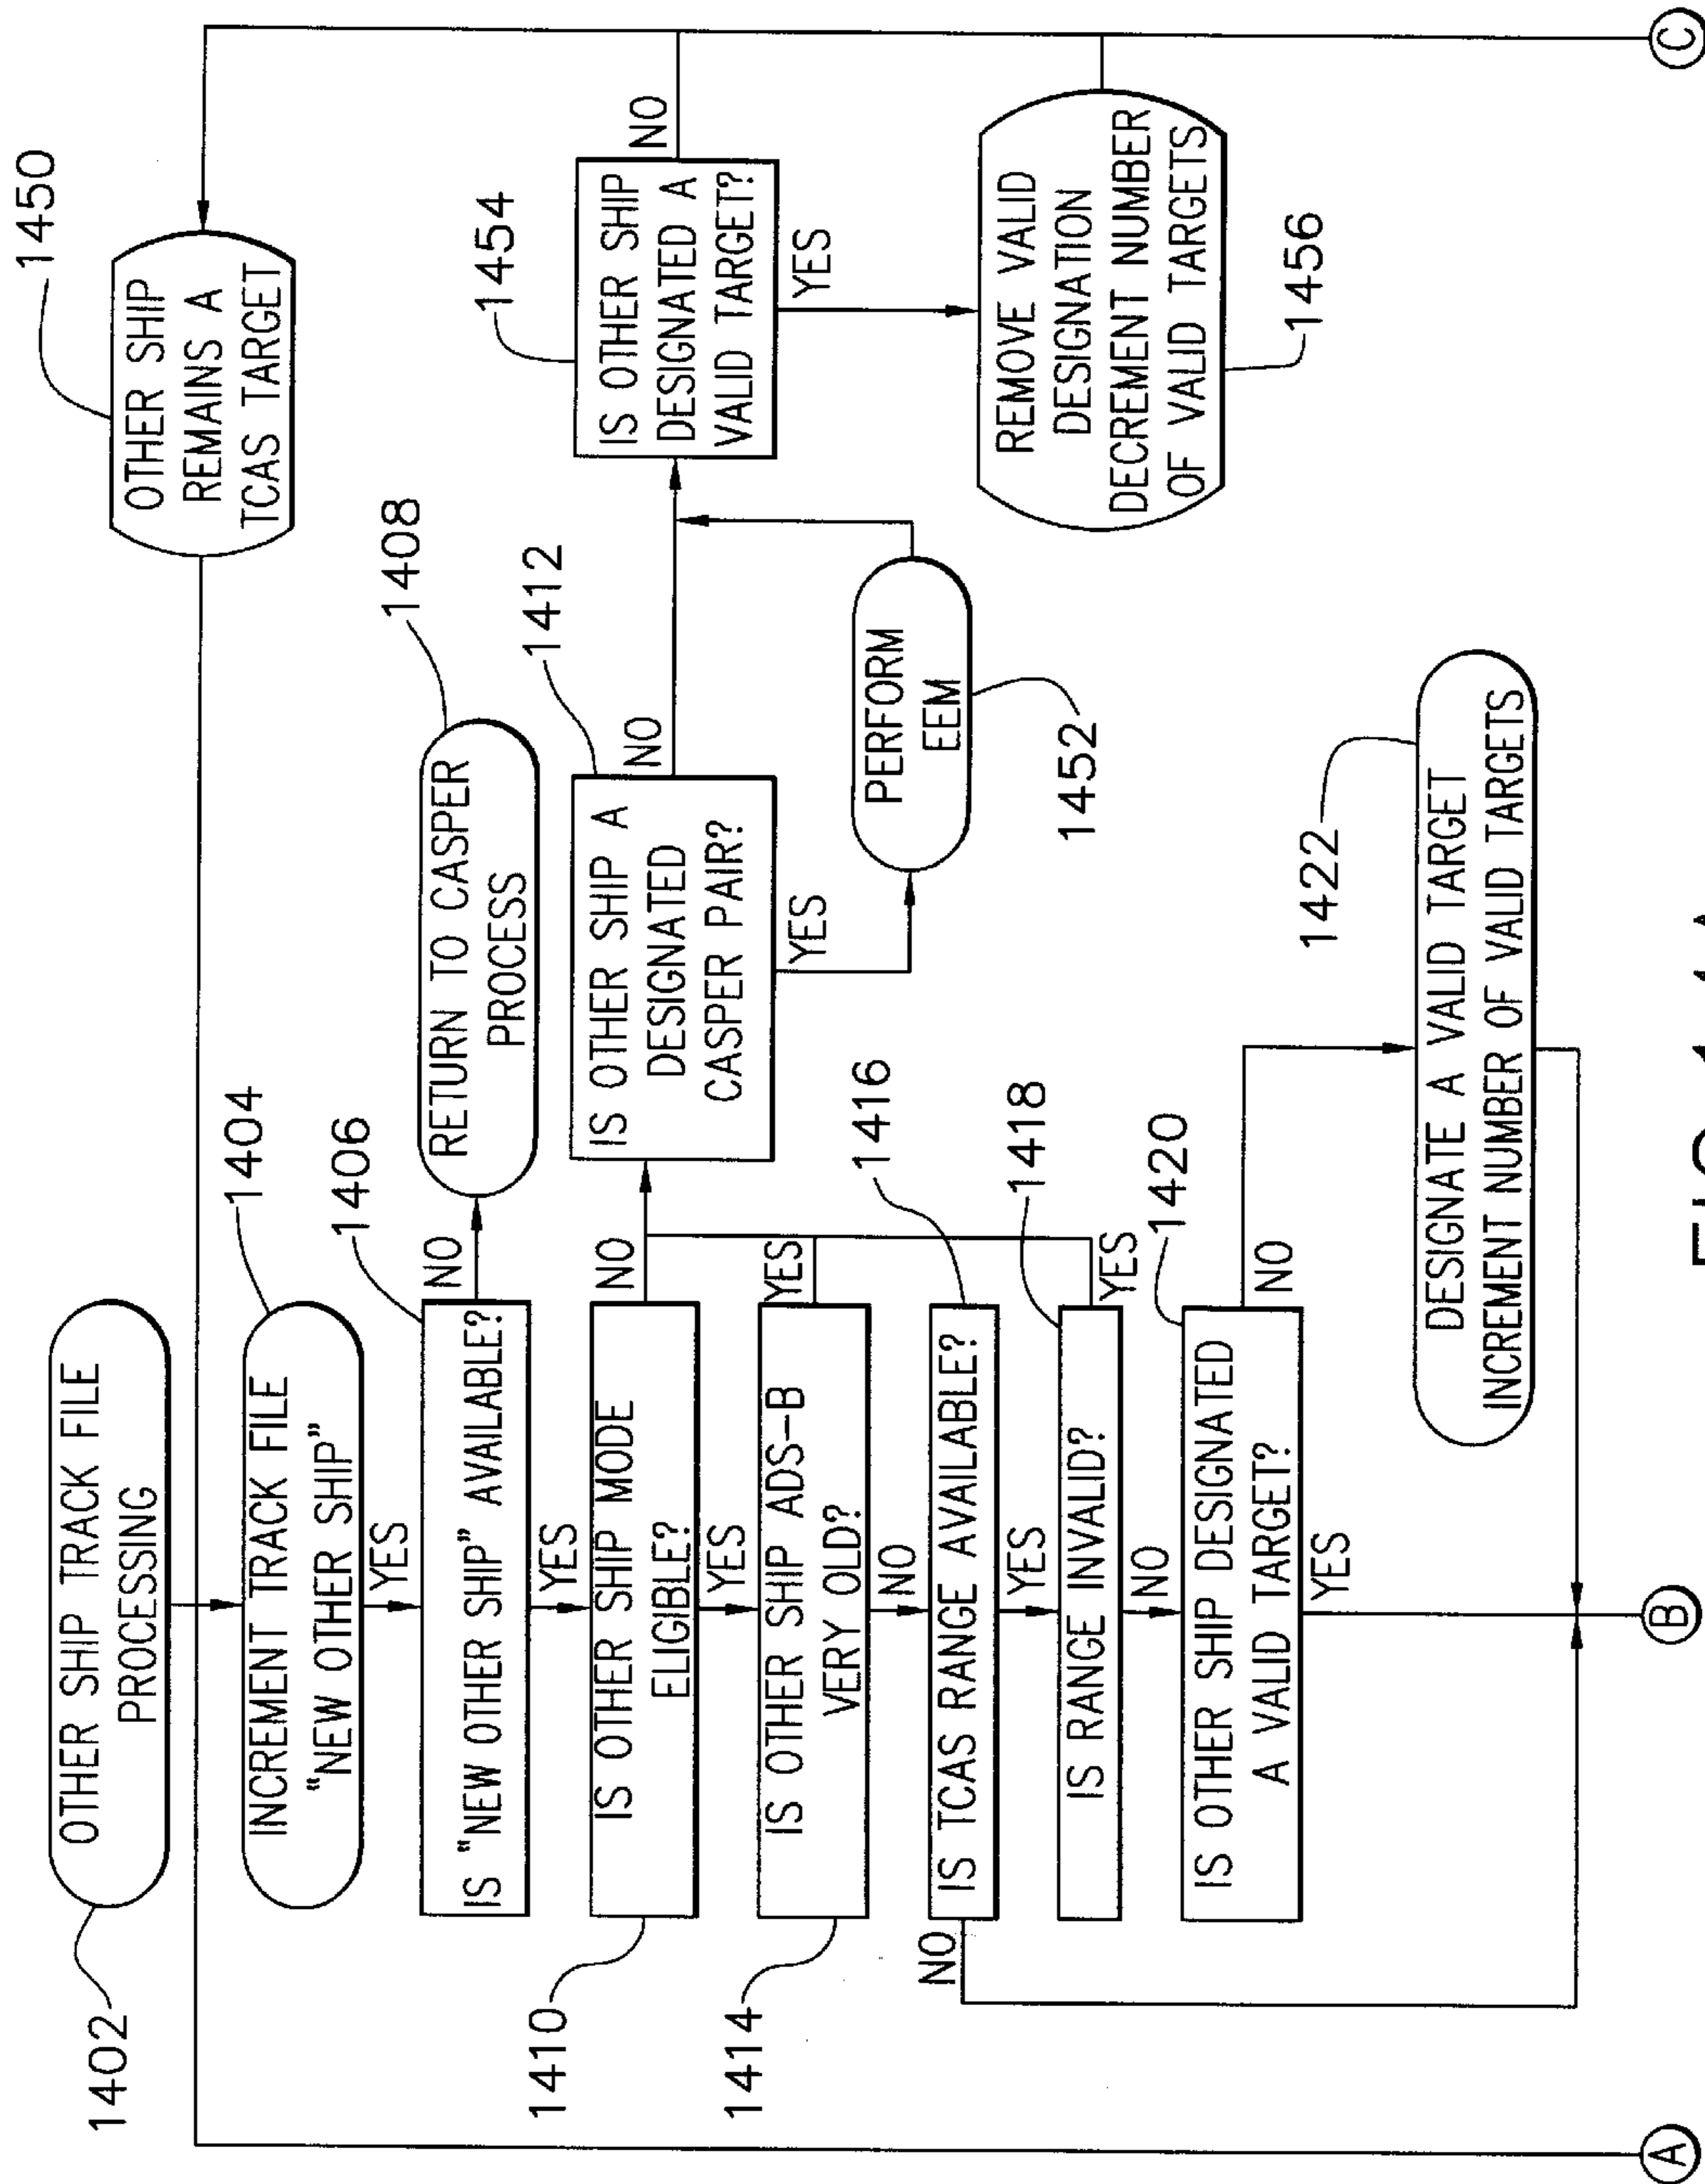 1402
OTHER SHIP TRACK FILE
PROCESSING
1404
INCREMENT TRACK FILE
“NEW OTHER SHIP”
YES
1406
IS “NEW OTHER SHIP” AVAILABLE?
NO
YES
RETURN TO CASPER
PROCESS
1408
1410
IS OTHER SHIP MODE
ELIGIBLE?
NO
YES
1414
IS OTHER SHIP ADS-B
VERY OLD?
YES
NO
1416
IS TCAS RANGE AVAILABLE?
NO
YES
1418
IS RANGE INVALID?
YES
NO
1420
IS OTHER SHIP DESIGNATED
A VALID TARGET?
NO
YES
1422
DESIGNATE A VALID TARGET
INCREMENT NUMBER OF VALID TARGETS
1412
IS OTHER SHIP A
DESIGNATED
CASPER PAIR?
NO
YES
PERFORM
EEM
1452
1454
IS OTHER SHIP
DESIGNATED A
VALID TARGET?
NO
YES
REMOVE VALID
DESIGNATION
DECREMENT NUMBER
OF VALID TARGETS
1456
1450
OTHER SHIP
REMAINS A
TCAS TARGET
A
B
C